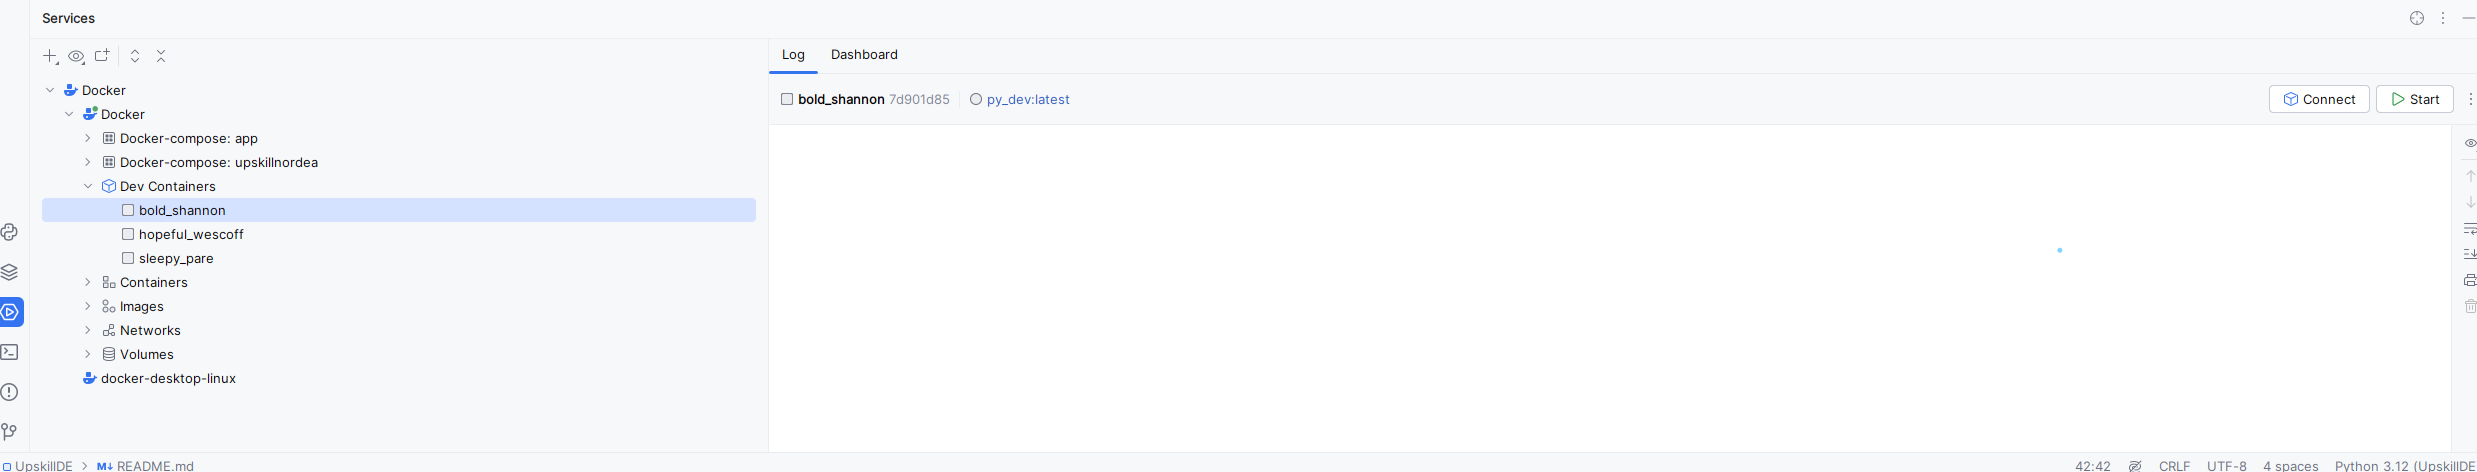 Services
Log Dashboard
Docker
Docker
bold_shannon 7d901d85 py_dev:latest Connect Start
Docker-compose: app
Docker-compose: upskillnordea
Dev Containers
bold_shannon
hopeful_wescoff
sleepy_pare
Containers
Images
Networks
Volumes
docker-desktop-linux
UpskillDE README.md 42:42 CRLF UTF-8 4 spaces Python 3.12 (UpskillDE